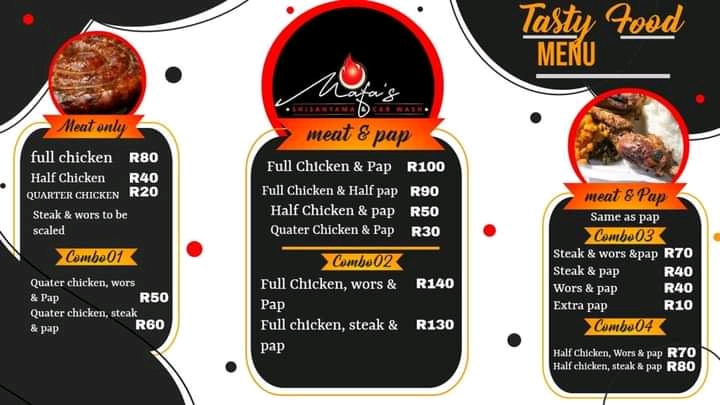 Tasty Food
MENU
Meat only
full chicken R80
Half Chicken R40
QUARTER CHICKEN R20
Steak & wors to be
scaled
Combo01
Quater chicken, wors
& Pap R50
Quater chicken, steak
& pap R60
Mafa's
SHISANYAMA & CAR WASH
meat & pap
Full Chicken & Pap R100
Full Chicken & Half pap R90
Half Chicken & pap R50
Quater Chicken & Pap R30
Combo02
Full Chicken, wors & R140
Pap
Full chicken, steak & R130
pap
meat & Pap
Same as pap
Combo03
Steak & wors &pap R70
Steak & pap R40
Wors & pap R40
Extra pap R10
Combo04
Half Chicken, Wors & pap R70
Half chicken, steak & pap R80